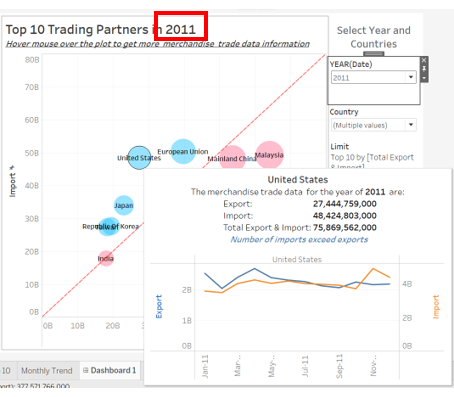 Top 10 Trading Partners in 2011
Hover mouse over the plot to get more merchandise trade data information
Select Year and
Countries
YEAR(Date)
2011
Country
(Multiple values)
Limit
Top 10 by [Total Export
80B
70B
60B
50B
40B
30B
20B
10B
0B
Import
0B
10B
20B
European Union
United States
Mainland China
Malaysia
Japan
Republic Of Korea
India
United States
The merchandise trade data for the year of 2011 are:
Export: 27,444,759,000
Import: 48,424,803,000
Total Export & Import: 75,869,562,000
Number of imports exceed exports
United States
Export
2B
1B
0B
4B
2B
0B
Import
Jan-11
Mar-..
May-..
Jul-11
Sep-11
Nov-..
10
Monthly Trend
Dashboard 1